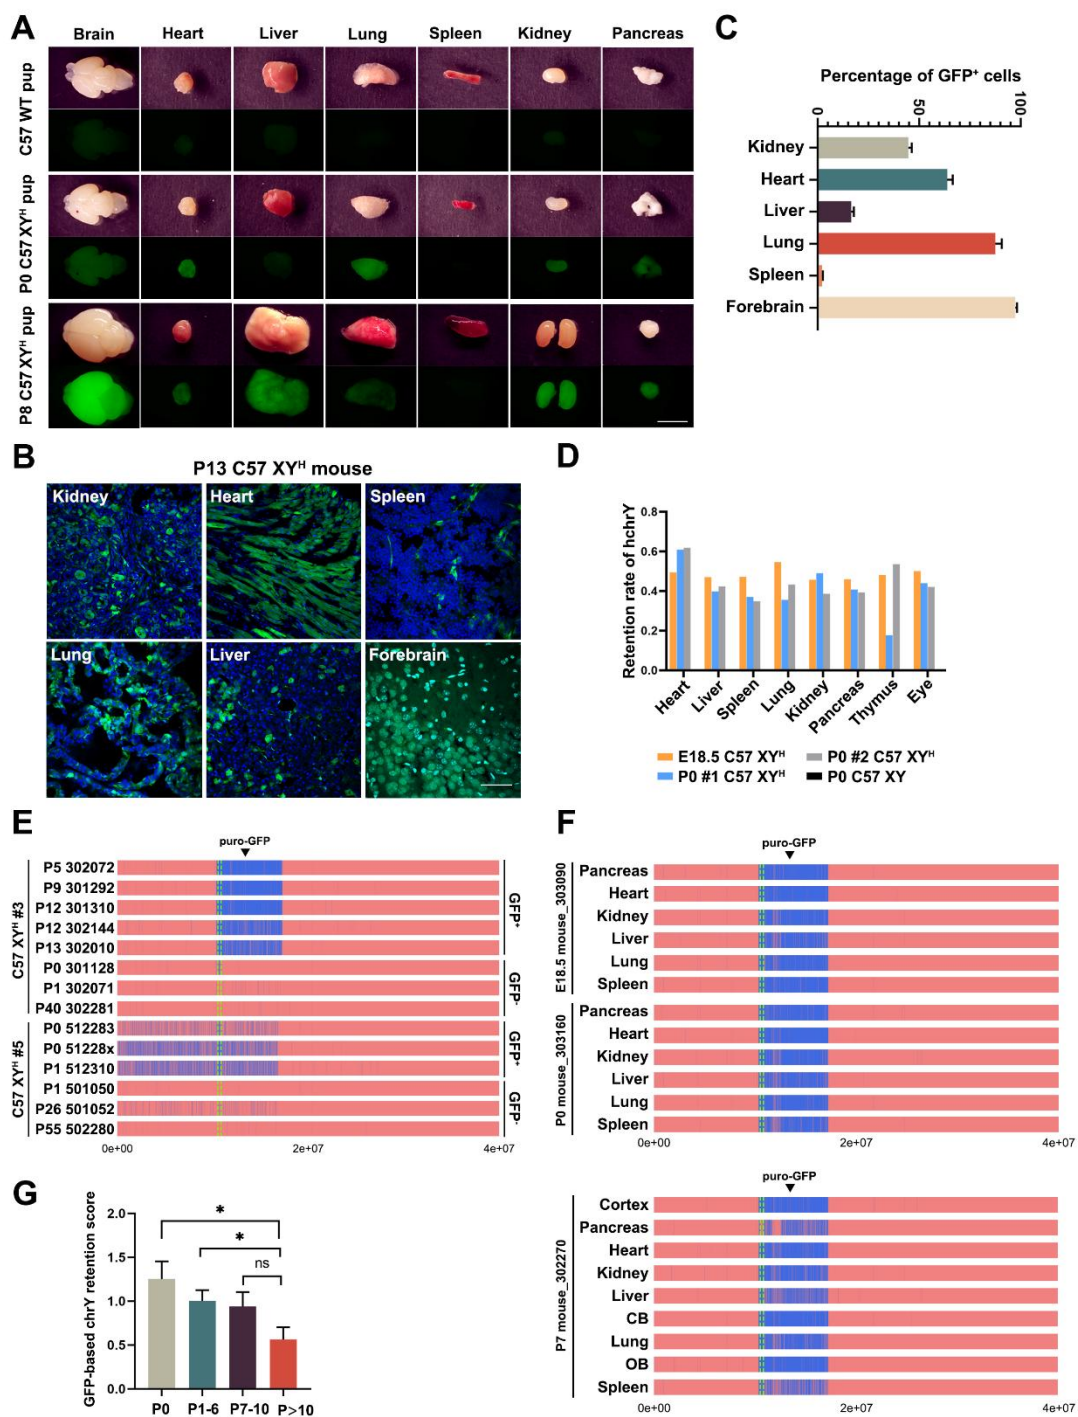 A
Brain Heart Liver Lung Spleen Kidney Pancreas
C57 WT pup
P0 C57 XYᴴ pup
P8 C57 XYᴴ pup
C
Percentage of GFP⁺ cells
0 50 100
Kidney
Heart
Liver
Lung
Spleen
Forebrain
B
P13 C57 XYᴴ mouse
Kidney Heart Spleen
Lung Liver Forebrain
D
Retention rate of hchrY
0.8
0.6
0.4
0.2
0.0
Heart Liver Spleen Lung Kidney Pancreas Thymus Eye
E18.5 C57 XYᴴ P0 #2 C57 XYᴴ
P0 #1 C57 XYᴴ P0 C57 XY
E
puro-GFP
C57 XYᴴ #3
P5 302072
P9 301292
P12 301310
P12 302144
P13 302010
GFP⁺
P0 301128
P1 302071
P40 302281
GFP⁻
C57 XYᴴ #5
P0 512283
P0 51228x
P1 512310
GFP⁺
P1 501050
P26 501052
P55 502280
GFP⁻
0e+00 2e+07 4e+07
F
puro-GFP
E18.5 mouse_303090
Pancreas
Heart
Kidney
Liver
Lung
Spleen
P0 mouse_303160
Pancreas
Heart
Kidney
Liver
Lung
Spleen
0e+00 2e+07 4e+07
puro-GFP
P7 mouse_302270
Cortex
Pancreas
Heart
Kidney
Liver
CB
Lung
OB
Spleen
0e+00 2e+07 4e+07
G
GFP-based chrY retention score
2.0
1.5
1.0
0.5
0.0
*
*
ns
P0 P1-6 P7-10 P>10